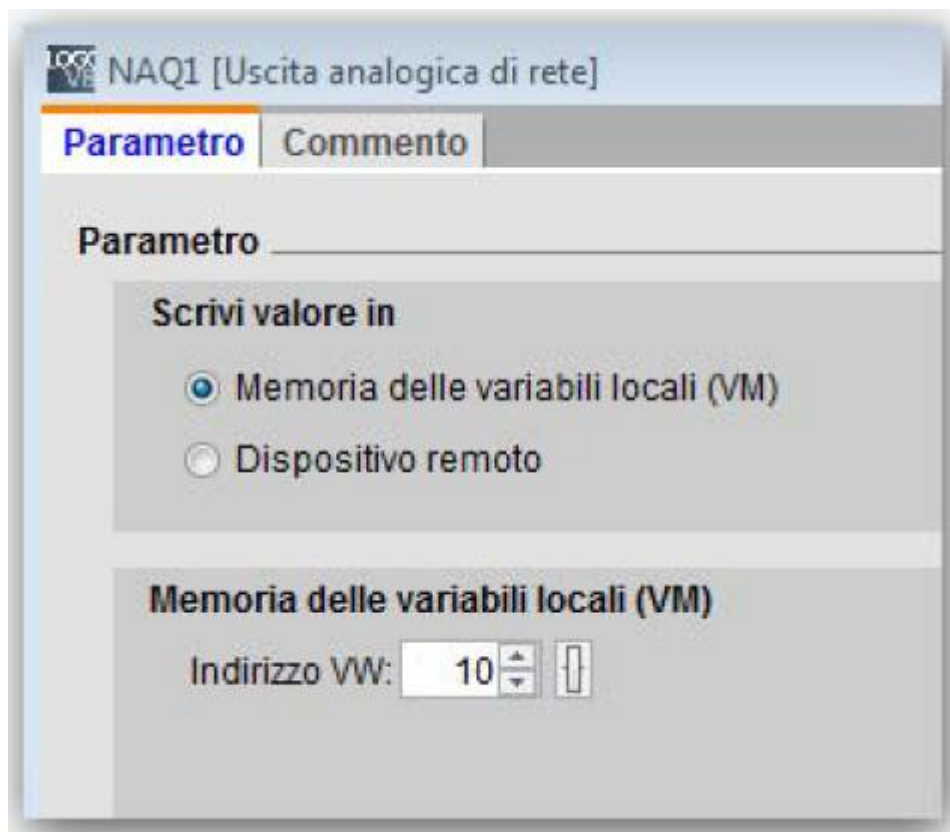 NAQ1 [Uscita analogica di rete]
Parametro Commento
Parametro
Scrivi valore in
Memoria delle variabili locali (VM)
Dispositivo remoto
Memoria delle variabili locali (VM)
Indirizzo VW: 10